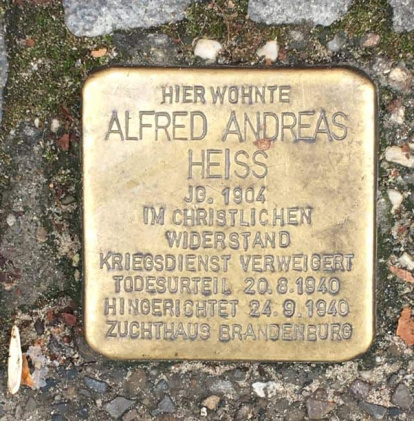 HIER WOHNTE
ALFRED ANDREAS
HEISS
JG. 1904
IM CHRISTLICHEN
WIDERSTAND
KRIEGSDIENST VERWEIGERT
TODESURTEIL 20.8.1940
HINGERICHTET 24.9.1940
ZUCHTHAUS BRANDENBURG